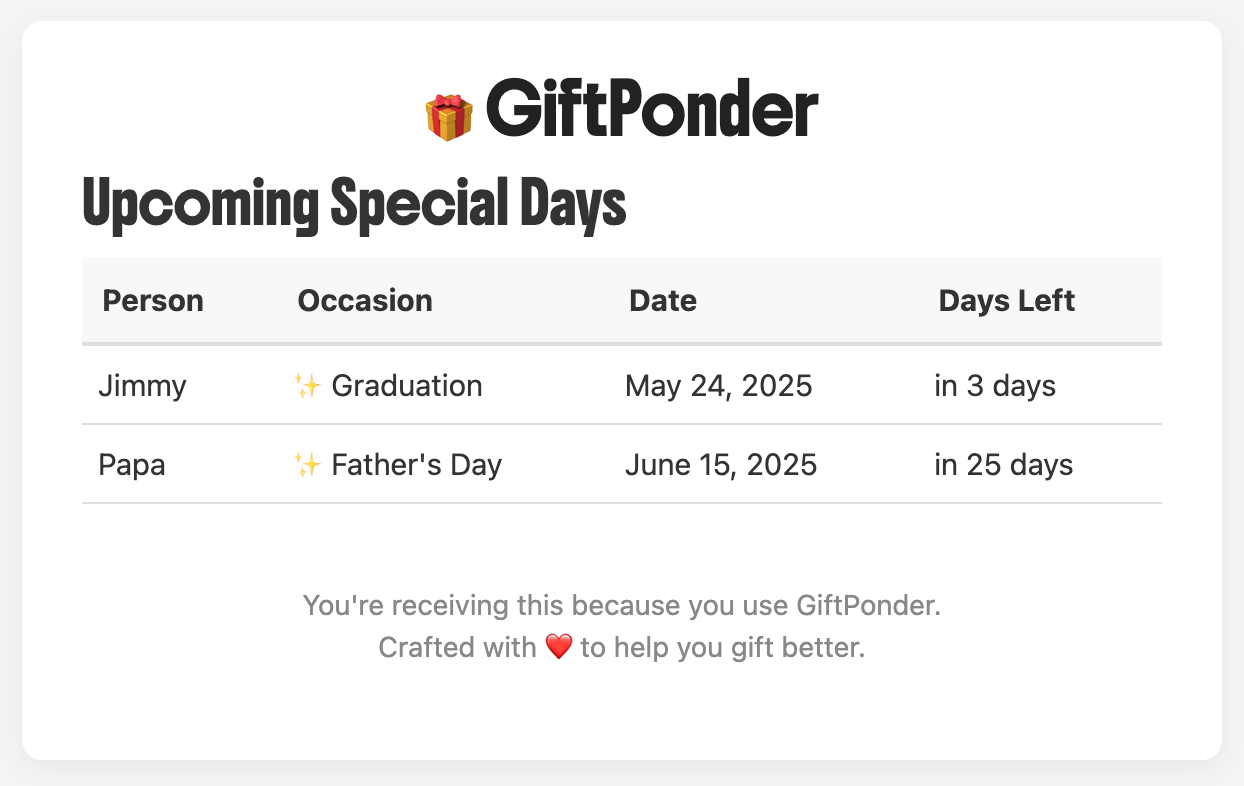 🎁 GiftPonder
Upcoming Special Days
Person Occasion Date Days Left
Jimmy ✨ Graduation May 24, 2025 in 3 days
Papa ✨ Father's Day June 15, 2025 in 25 days
You're receiving this because you use GiftPonder.
Crafted with ❤️ to help you gift better.